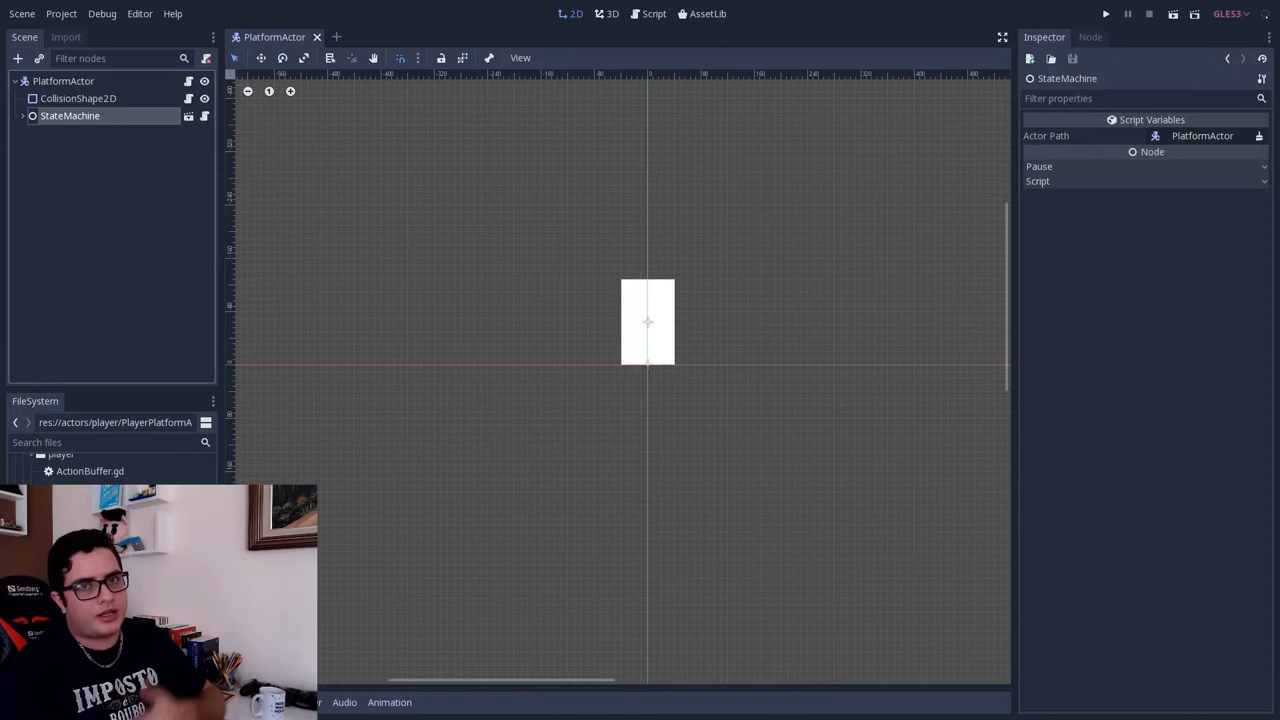 Scene Project Debug Editor Help
2D 3D Script AssetLib
GLES3
Scene Import
PlatformActor
Inspector Node
Filter nodes
View
StateMachine
PlatformActor
CollisionShape2D
StateMachine
Filter properties
Script Variables
Actor Path PlatformActor
Node
Pause
Script
FileSystem
res://actors/player/PlayerPlatformA
Search files
player
ActionBuffer.gd
Audio Animation
IMPOSTO
É
ROUBO